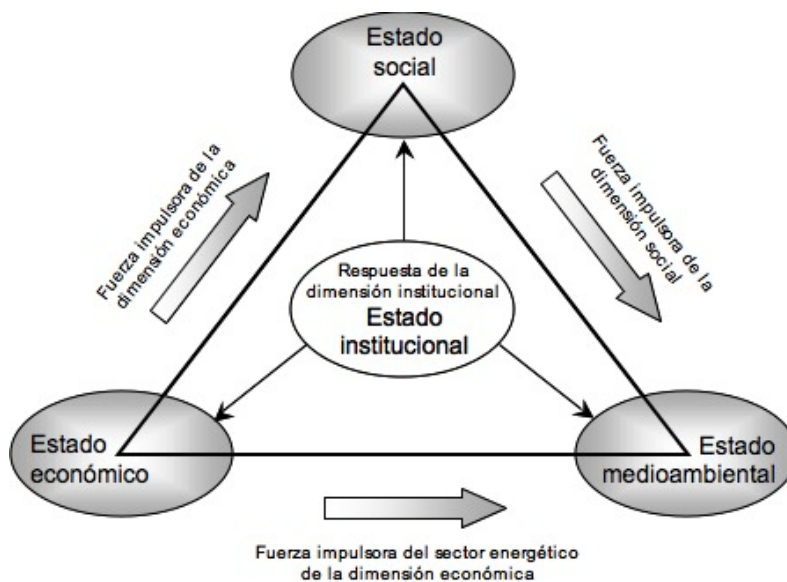 Estado
social
Fuerza impulsora de la
dimensión económica
Fuerza impulsora de la
dimensión social
Respuesta de la
dimensión institucional
Estado
institucional
Estado
económico
Estado
medioambiental
Fuerza impulsora del sector energético
de la dimensión económica